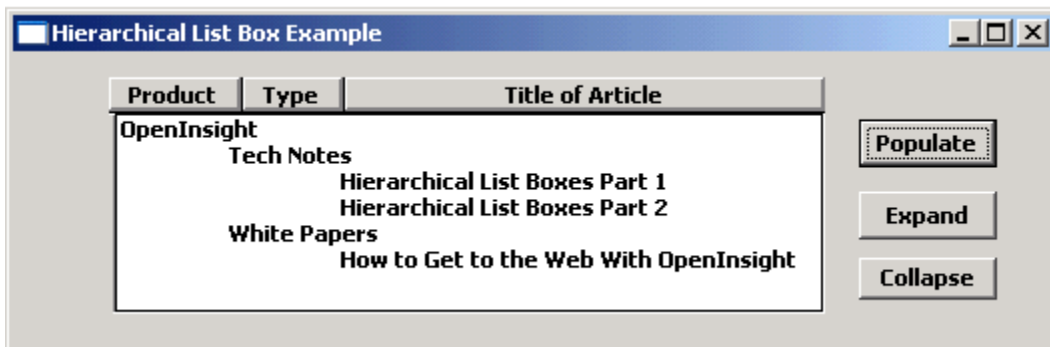 Hierarchical List Box Example
Product Type Title of Article
OpenInsight
Tech Notes
Hierarchical List Boxes Part 1
Hierarchical List Boxes Part 2
White Papers
How to Get to the Web With OpenInsight
Populate
Expand
Collapse